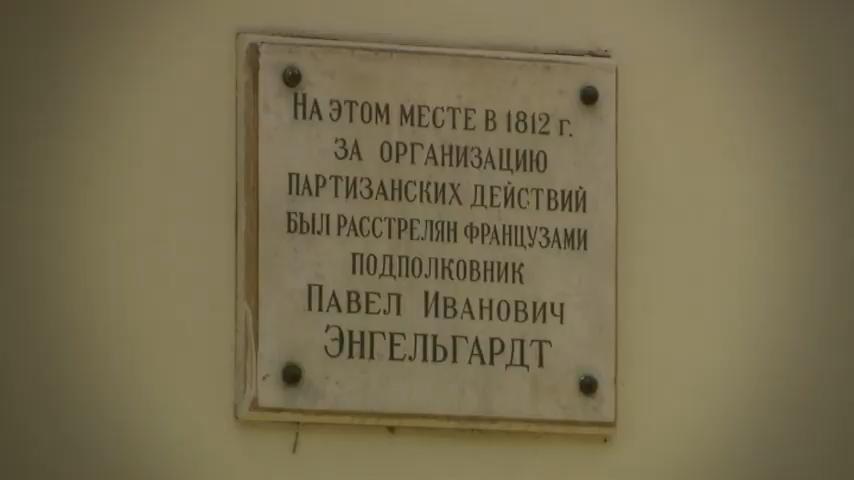 На этом месте в 1812 г.
за организацию
партизанских действий
был расстрелян французами
подполковник
Павел Иванович
Энгельгардт